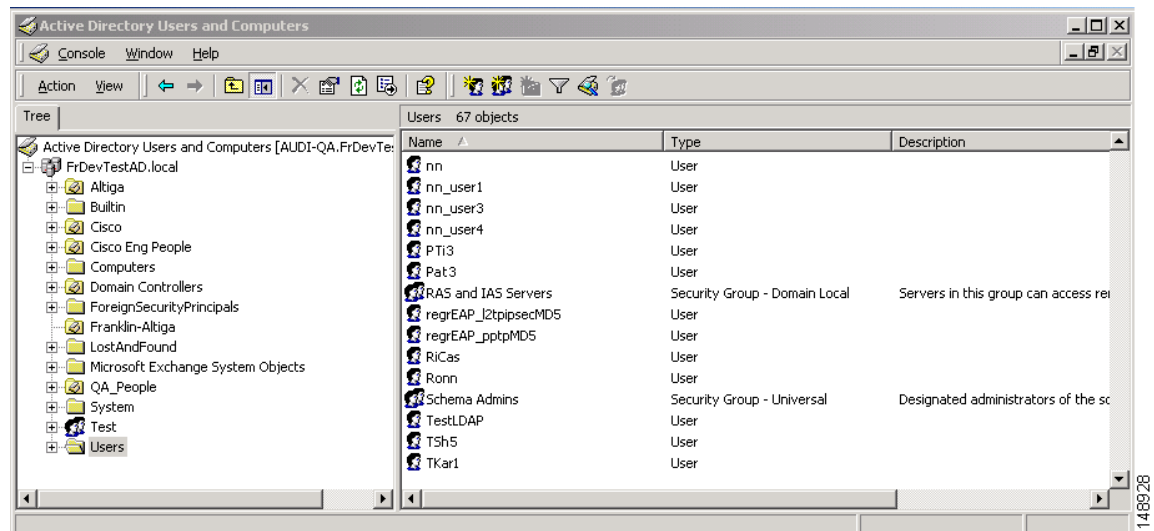 Active Directory Users and Computers
Console Window Help
Action View
Tree
Users 67 objects
Active Directory Users and Computers [AUDI-QA.FrDevTe
FrDevTestAD.local
Altiga
Builtin
Cisco
Cisco Eng People
Computers
Domain Controllers
ForeignSecurityPrincipals
Franklin-Altiga
LostAndFound
Microsoft Exchange System Objects
QA_People
System
Test
Users
Name Type Description
nn User
nn_user1 User
nn_user3 User
nn_user4 User
PTi3 User
Pat3 User
RAS and IAS Servers Security Group - Domain Local Servers in this group can access rei
regrEAP_l2tpipsecMD5 User
regrEAP_pptpMD5 User
RiCas User
Ronn User
Schema Admins Security Group - Universal Designated administrators of the sc
TestLDAP User
TSh5 User
TKar1 User
148928